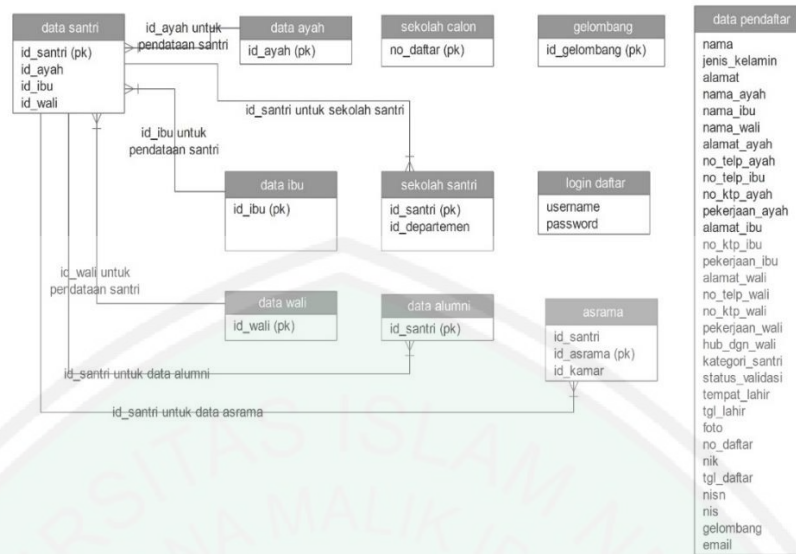 data santri
id_santri (pk)
id_ayah
id_ibu
id_wali
id_ayah untuk
pendataan santri
data ayah
id_ayah (pk)
sekolah calon
no_daftar (pk)
gelombang
id_gelombang (pk)
id_santri untuk sekolah santri
id_ibu untuk
pendataan santri
data ibu
id_ibu (pk)
sekolah santri
id_santri (pk)
id_departemen
login daftar
username
password
id_wali untuk
pendataan santri
data wali
id_wali (pk)
data alumni
id_santri (pk)
asrama
id_santri
id_asrama (pk)
id_kamar
id_santri untuk data alumni
id_santri untuk data asrama
data pendaftar
nama
jenis_kelamin
alamat
nama_ayah
nama_ibu
nama_wali
alamat_ayah
no_telp_ayah
no_telp_ibu
no_ktp_ayah
pekerjaan_ayah
alamat_ibu
no_ktp_ibu
pekerjaan_ibu
alamat_wali
no_telp_wali
no_ktp_wali
pekerjaan_wali
hub_dgn_wali
kategori_santri
status_validasi
tempat_lahir
tgl_lahir
foto
no_daftar
nik
tgl_daftar
nisn
nis
gelombang
email
RSITAS ISLAM N
NA MALIK I